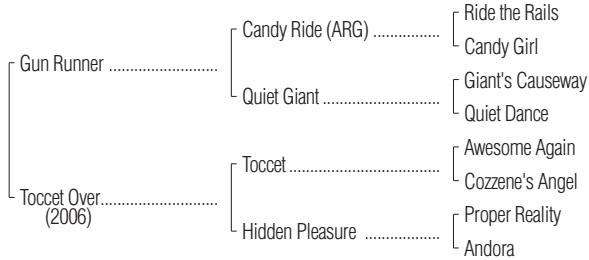 Ride the Rails
Candy Ride (ARG) ................
Candy Girl
Gun Runner ..........................
Giant's Causeway
Quiet Giant ............................
Quiet Dance
Awesome Again
Toccet....................................
Cozzene's Angel
Toccet Over............................
(2006)
Proper Reality
Hidden Pleasure ..................
Andora